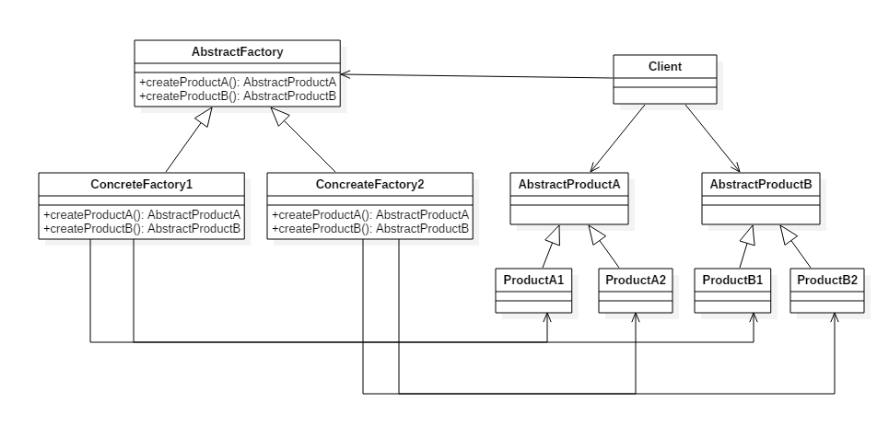 AbstractFactory
+createProductA(): AbstractProductA
+createProductB(): AbstractProductB
Client
ConcreteFactory1
+createProductA(): AbstractProductA
+createProductB(): AbstractProductB
ConcreateFactory2
+createProductA(): AbstractProductA
+createProductB(): AbstractProductB
AbstractProductA
AbstractProductB
ProductA1
ProductA2
ProductB1
ProductB2